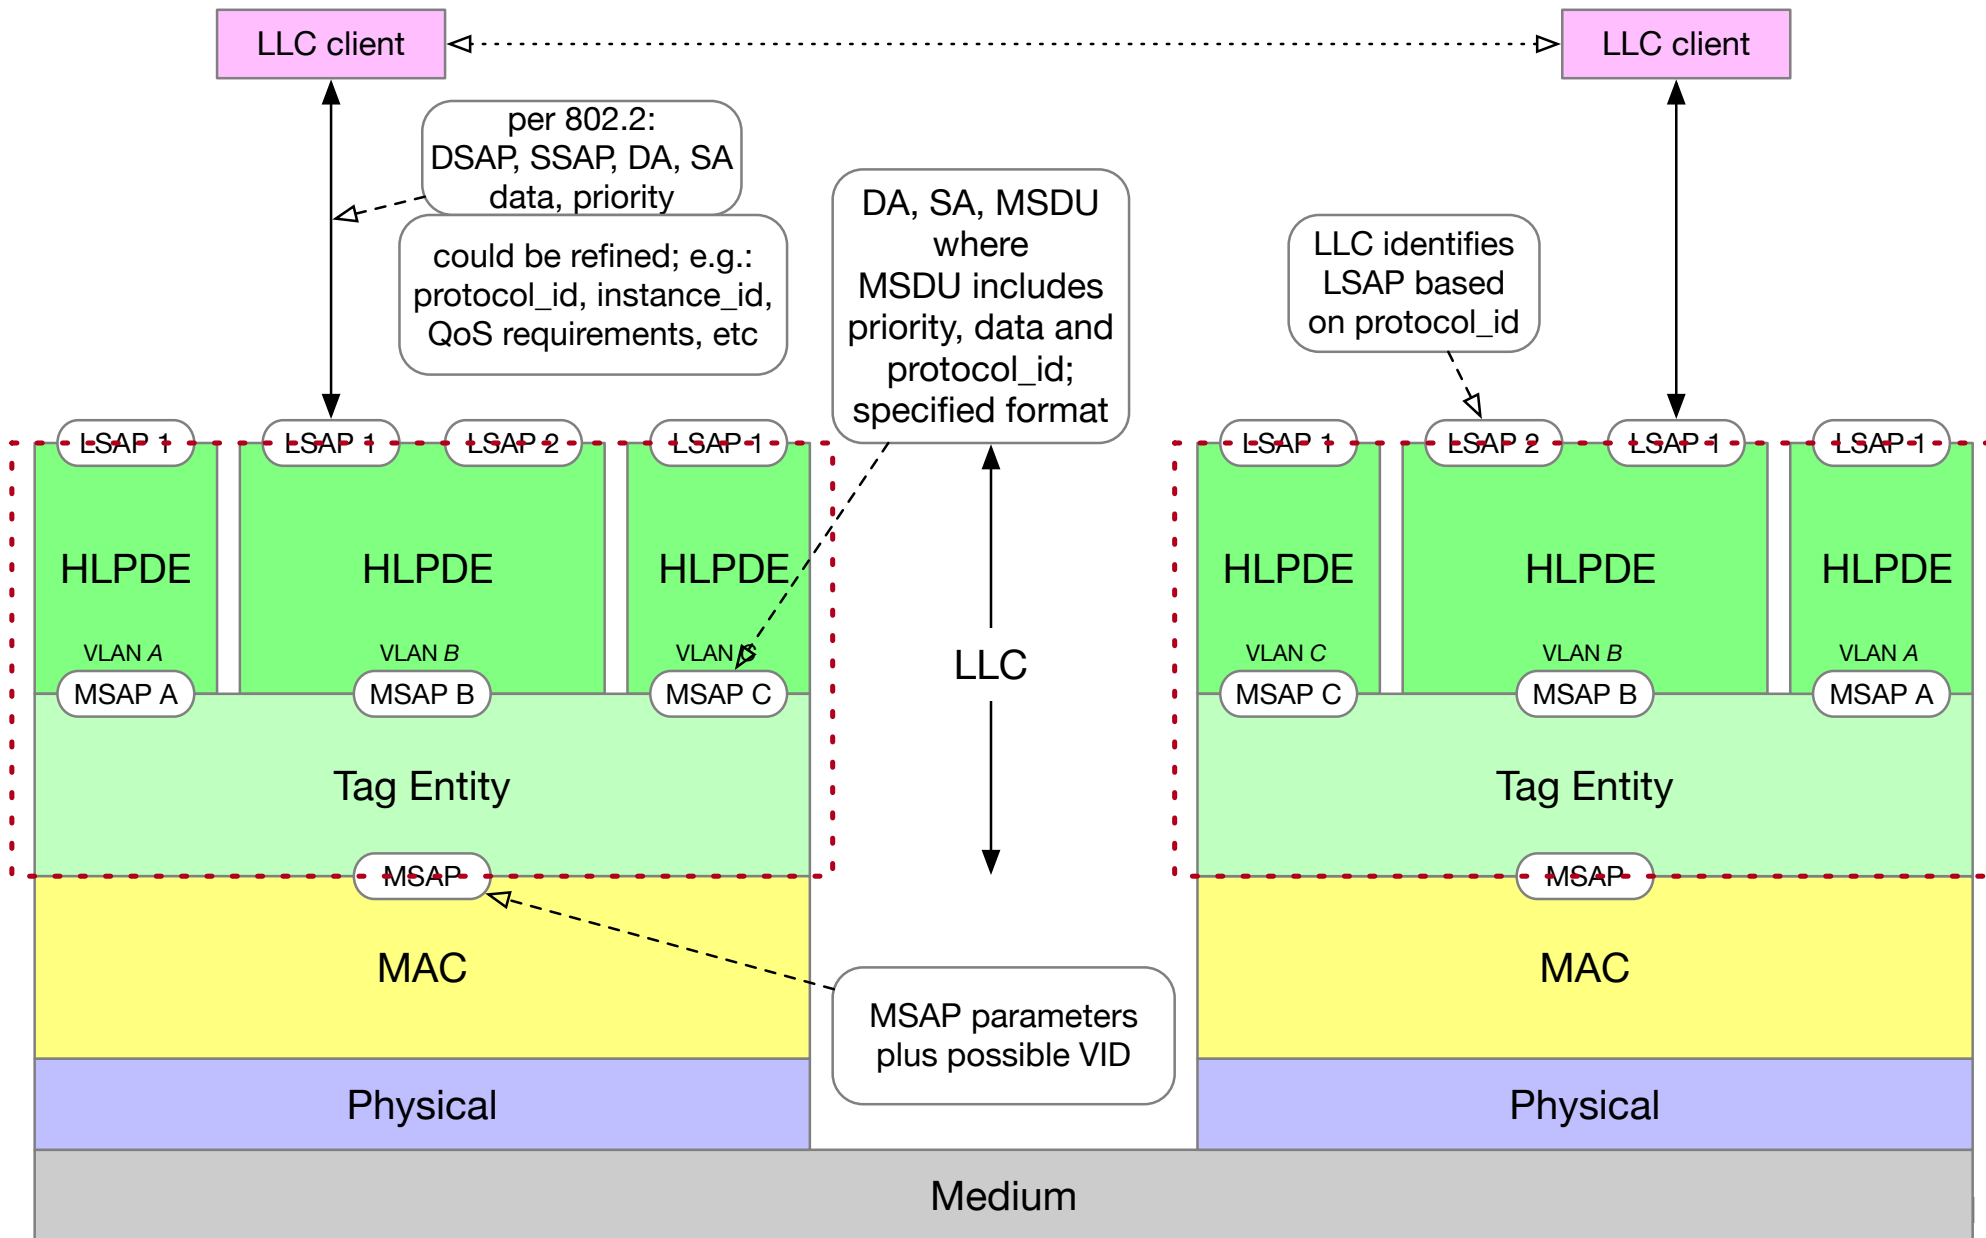 LLC client
LLC client
per 802.2:
DSAP, SSAP, DA, SA
data, priority
could be refined; e.g.:
protocol_id, instance_id,
QoS requirements, etc
DA, SA, MSDU
where
MSDU includes
priority, data and
protocol_id;
specified format
LLC identifies
LSAP based
on protocol_id
LSAP 1
LSAP 1
LSAP 2
LSAP 1
LSAP 1
LSAP 2
LSAP 1
LSAP 1
HLPDE
HLPDE
HLPDE
HLPDE
HLPDE
HLPDE
VLAN A
VLAN B
VLAN C
LLC
VLAN C
VLAN B
VLAN A
MSAP A
MSAP B
MSAP C
MSAP C
MSAP B
MSAP A
Tag Entity
Tag Entity
MSAP
MSAP
MAC
MAC
MSAP parameters
plus possible VID
Physical
Physical
Medium